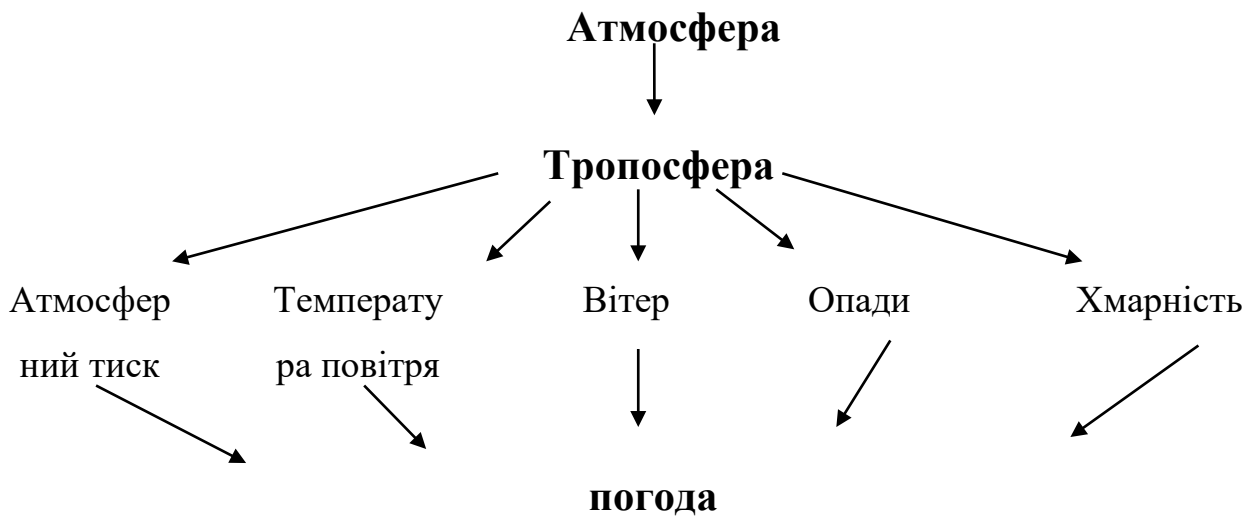 Атмосфера
Тропосфера
Атмосфер Температу Вітер Опади Хмарність
ний тиск ра повітря
погода